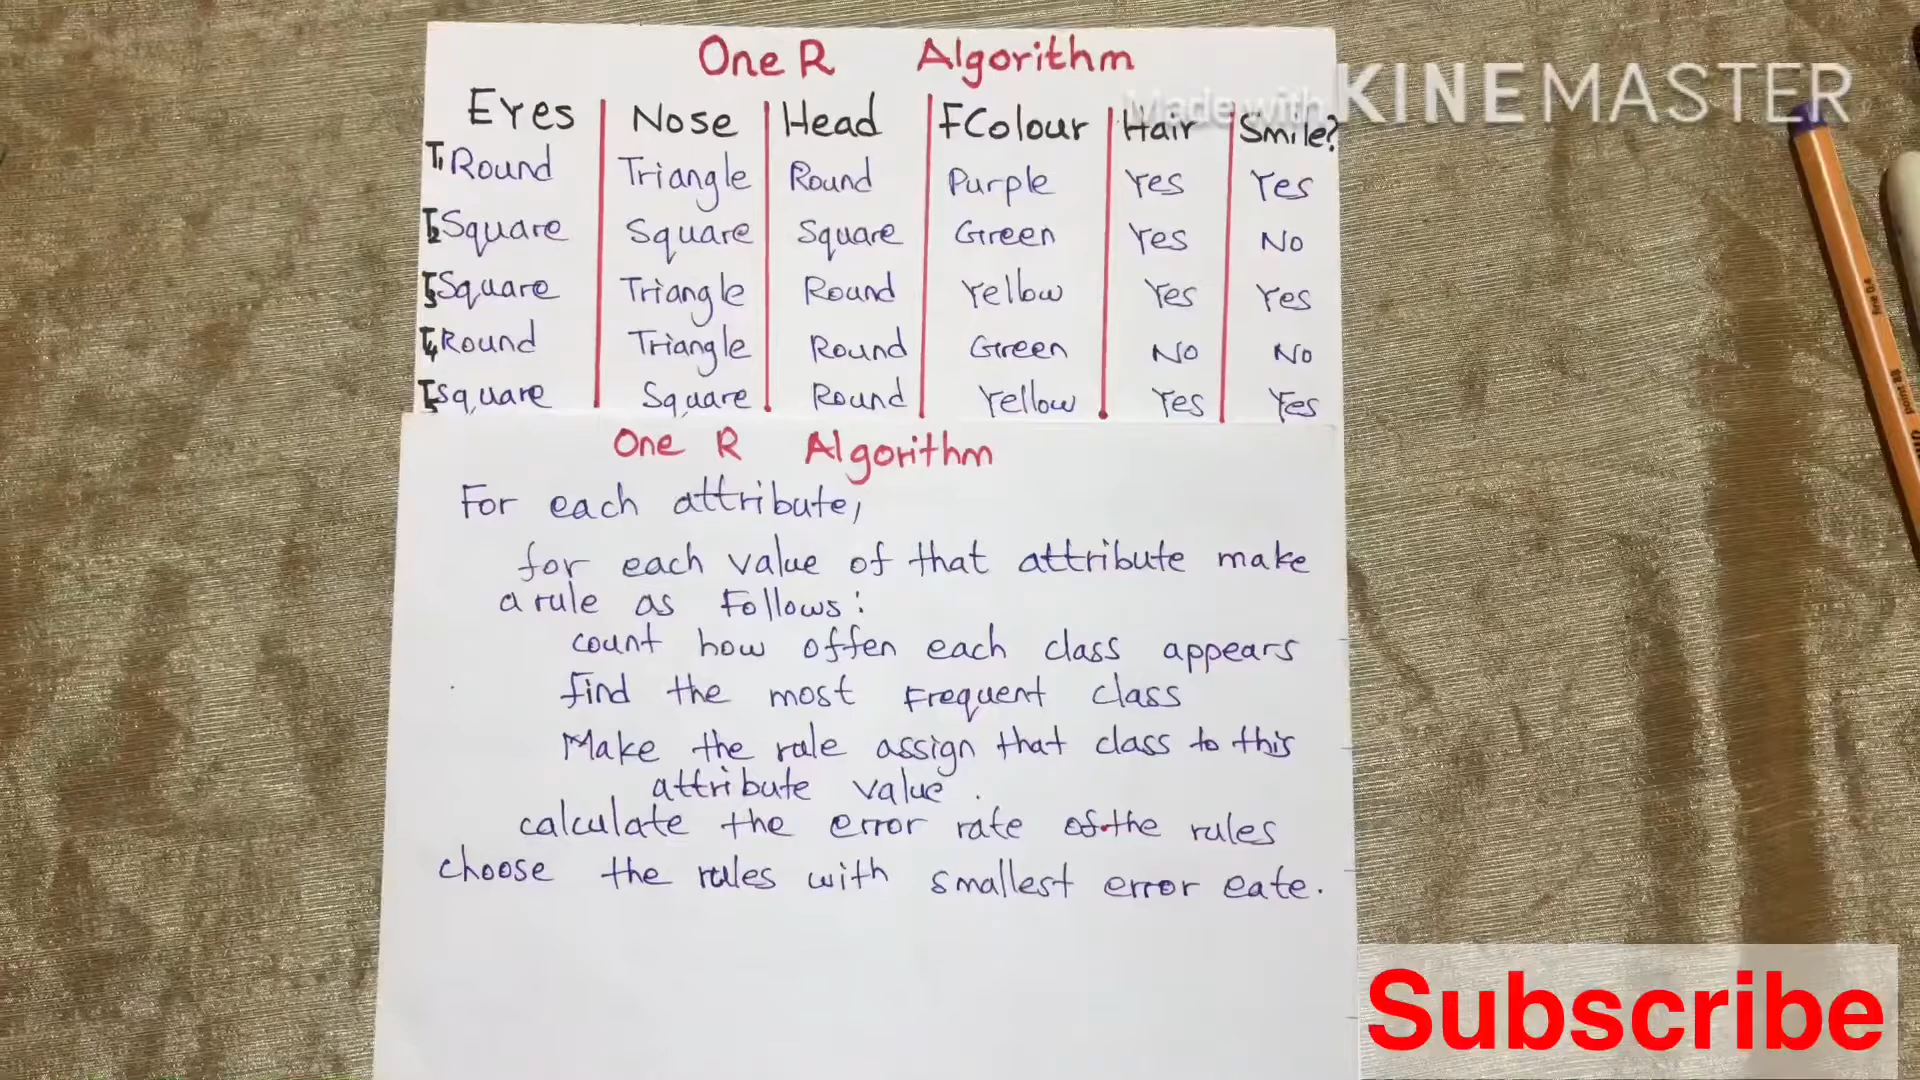 One R Algorithm
Made with KINEMASTER
Eyes Nose Head FColour Hair Smile?
T1 Round Triangle Round Purple Yes Yes
T2 Square Square Square Green Yes No
T3 Square Triangle Round Yellow Yes Yes
T4 Round Triangle Round Green No No
Square Square Round Yellow Yes Yes
One R Algorithm
For each attribute,
for each value of that attribute make
a rule as Follows:
count how often each class appears
find the most Frequent class
Make the rule assign that class to this
attribute value.
calculate the error rate of the rules
choose the rules with smallest error eate.
Subscribe